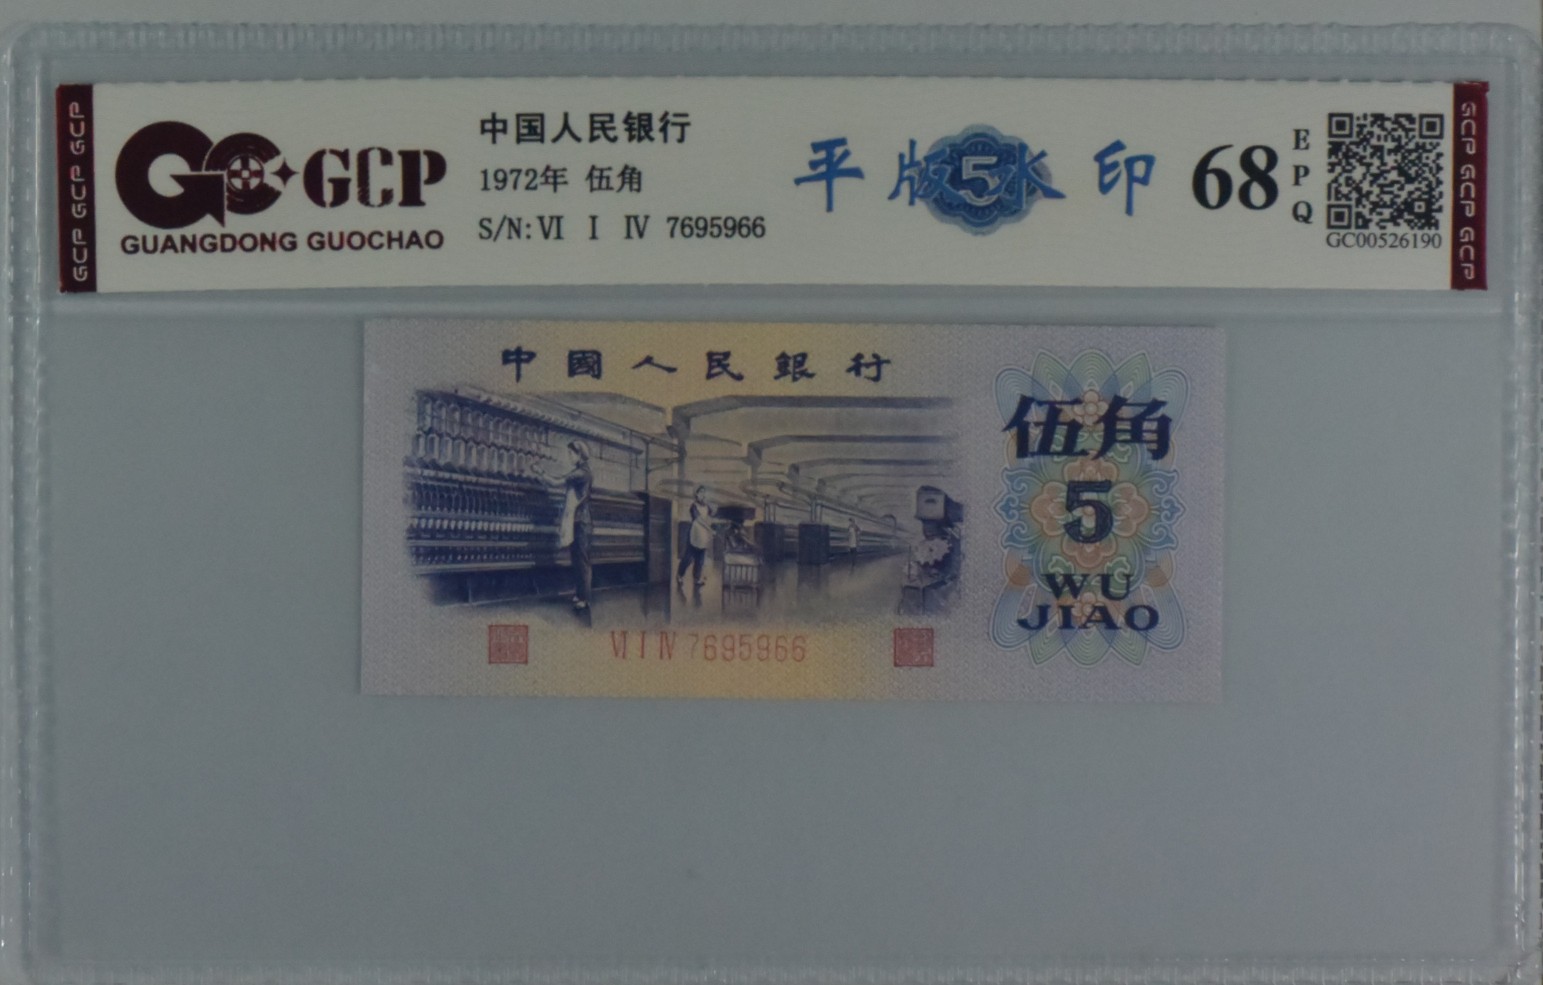 GCP GCP GCP
GCP
GUANGDONG GUOCHAO
中国人民银行
1972年 伍角
S/N: Ⅵ Ⅰ Ⅳ 7695966
平版水印
5
68
EPQ
GC00526190
GCP GCP GCP
中國人民銀行
伍角
5
WU
JIAO
Ⅵ Ⅰ Ⅳ 7695966